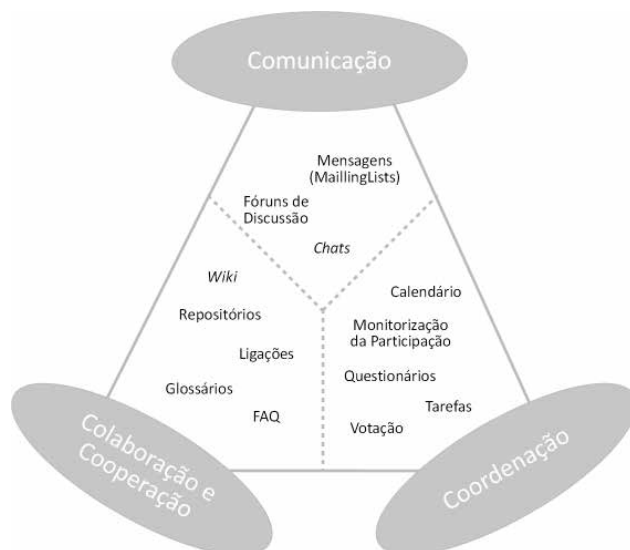 Comunicação
Mensagens
(MaillingLists)
Fóruns de
Discussão
Chats
Wiki
Repositórios
Ligações
Glossários
FAQ
Calendário
Monitorização
da Participação
Questionários
Tarefas
Votação
Colaboração e
Cooperação
Coordenação